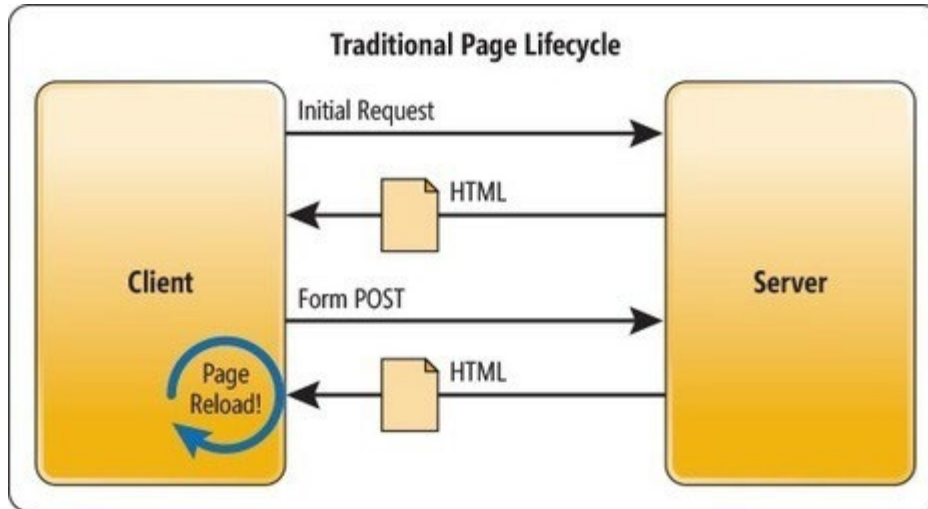 Traditional Page Lifecycle
Initial Request
HTML
Client
Server
Form POST
HTML
Page
Reload!